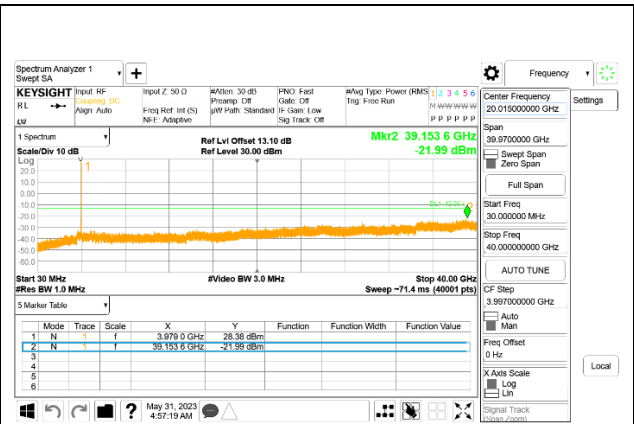 Spectrum Analyzer 1
Swept SA
Frequency
KEYSIGHT Input: RF
RL
Coupling: DC
Align: Auto
Input Z: 50 Ω
Freq Ref: Int (S)
NFE: Adaptive
#Atten: 30 dB
Preamp: Off
µW Path: Standard
PNO: Fast
Gate: Off
IF Gain: Low
Sig Track: Off
#Avg Type: Power (RMS
Trig: Free Run
1 2 3 4 5 6
M W W W W W
P P P P P P
1 Spectrum
Scale/Div 10 dB
Ref Lvl Offset 13.10 dB
Ref Level 30.00 dBm
Mkr2 39.153 6 GHz
-21.99 dBm
Log
1
20.0
10.0
0.00
-10.0
-20.0
-30.0
-40.0
-50.0
-60.0
Start 30 MHz
#Res BW 1.0 MHz
#Video BW 3.0 MHz
Stop 40.00 GHz
Sweep ~71.4 ms (40001 pts)
5 Marker Table
Mode Trace Scale X Y Function Function Width Function Value
1 N 1 f 3.979 0 GHz 28.38 dBm
2 N 1 f 39.153 6 GHz -21.99 dBm
3
4
5
6
May 31, 2023
4:57:19 AM
Center Frequency
20.015000000 GHz
Span
39.9700000 GHz
Swept Span
Zero Span
Full Span
Start Freq
30.000000 MHz
Stop Freq
40.000000000 GHz
AUTO TUNE
CF Step
3.997000000 GHz
Auto
Man
Freq Offset
0 Hz
X Axis Scale
Log
Lin
Signal Track
(Span Zoom)
Settings
Local